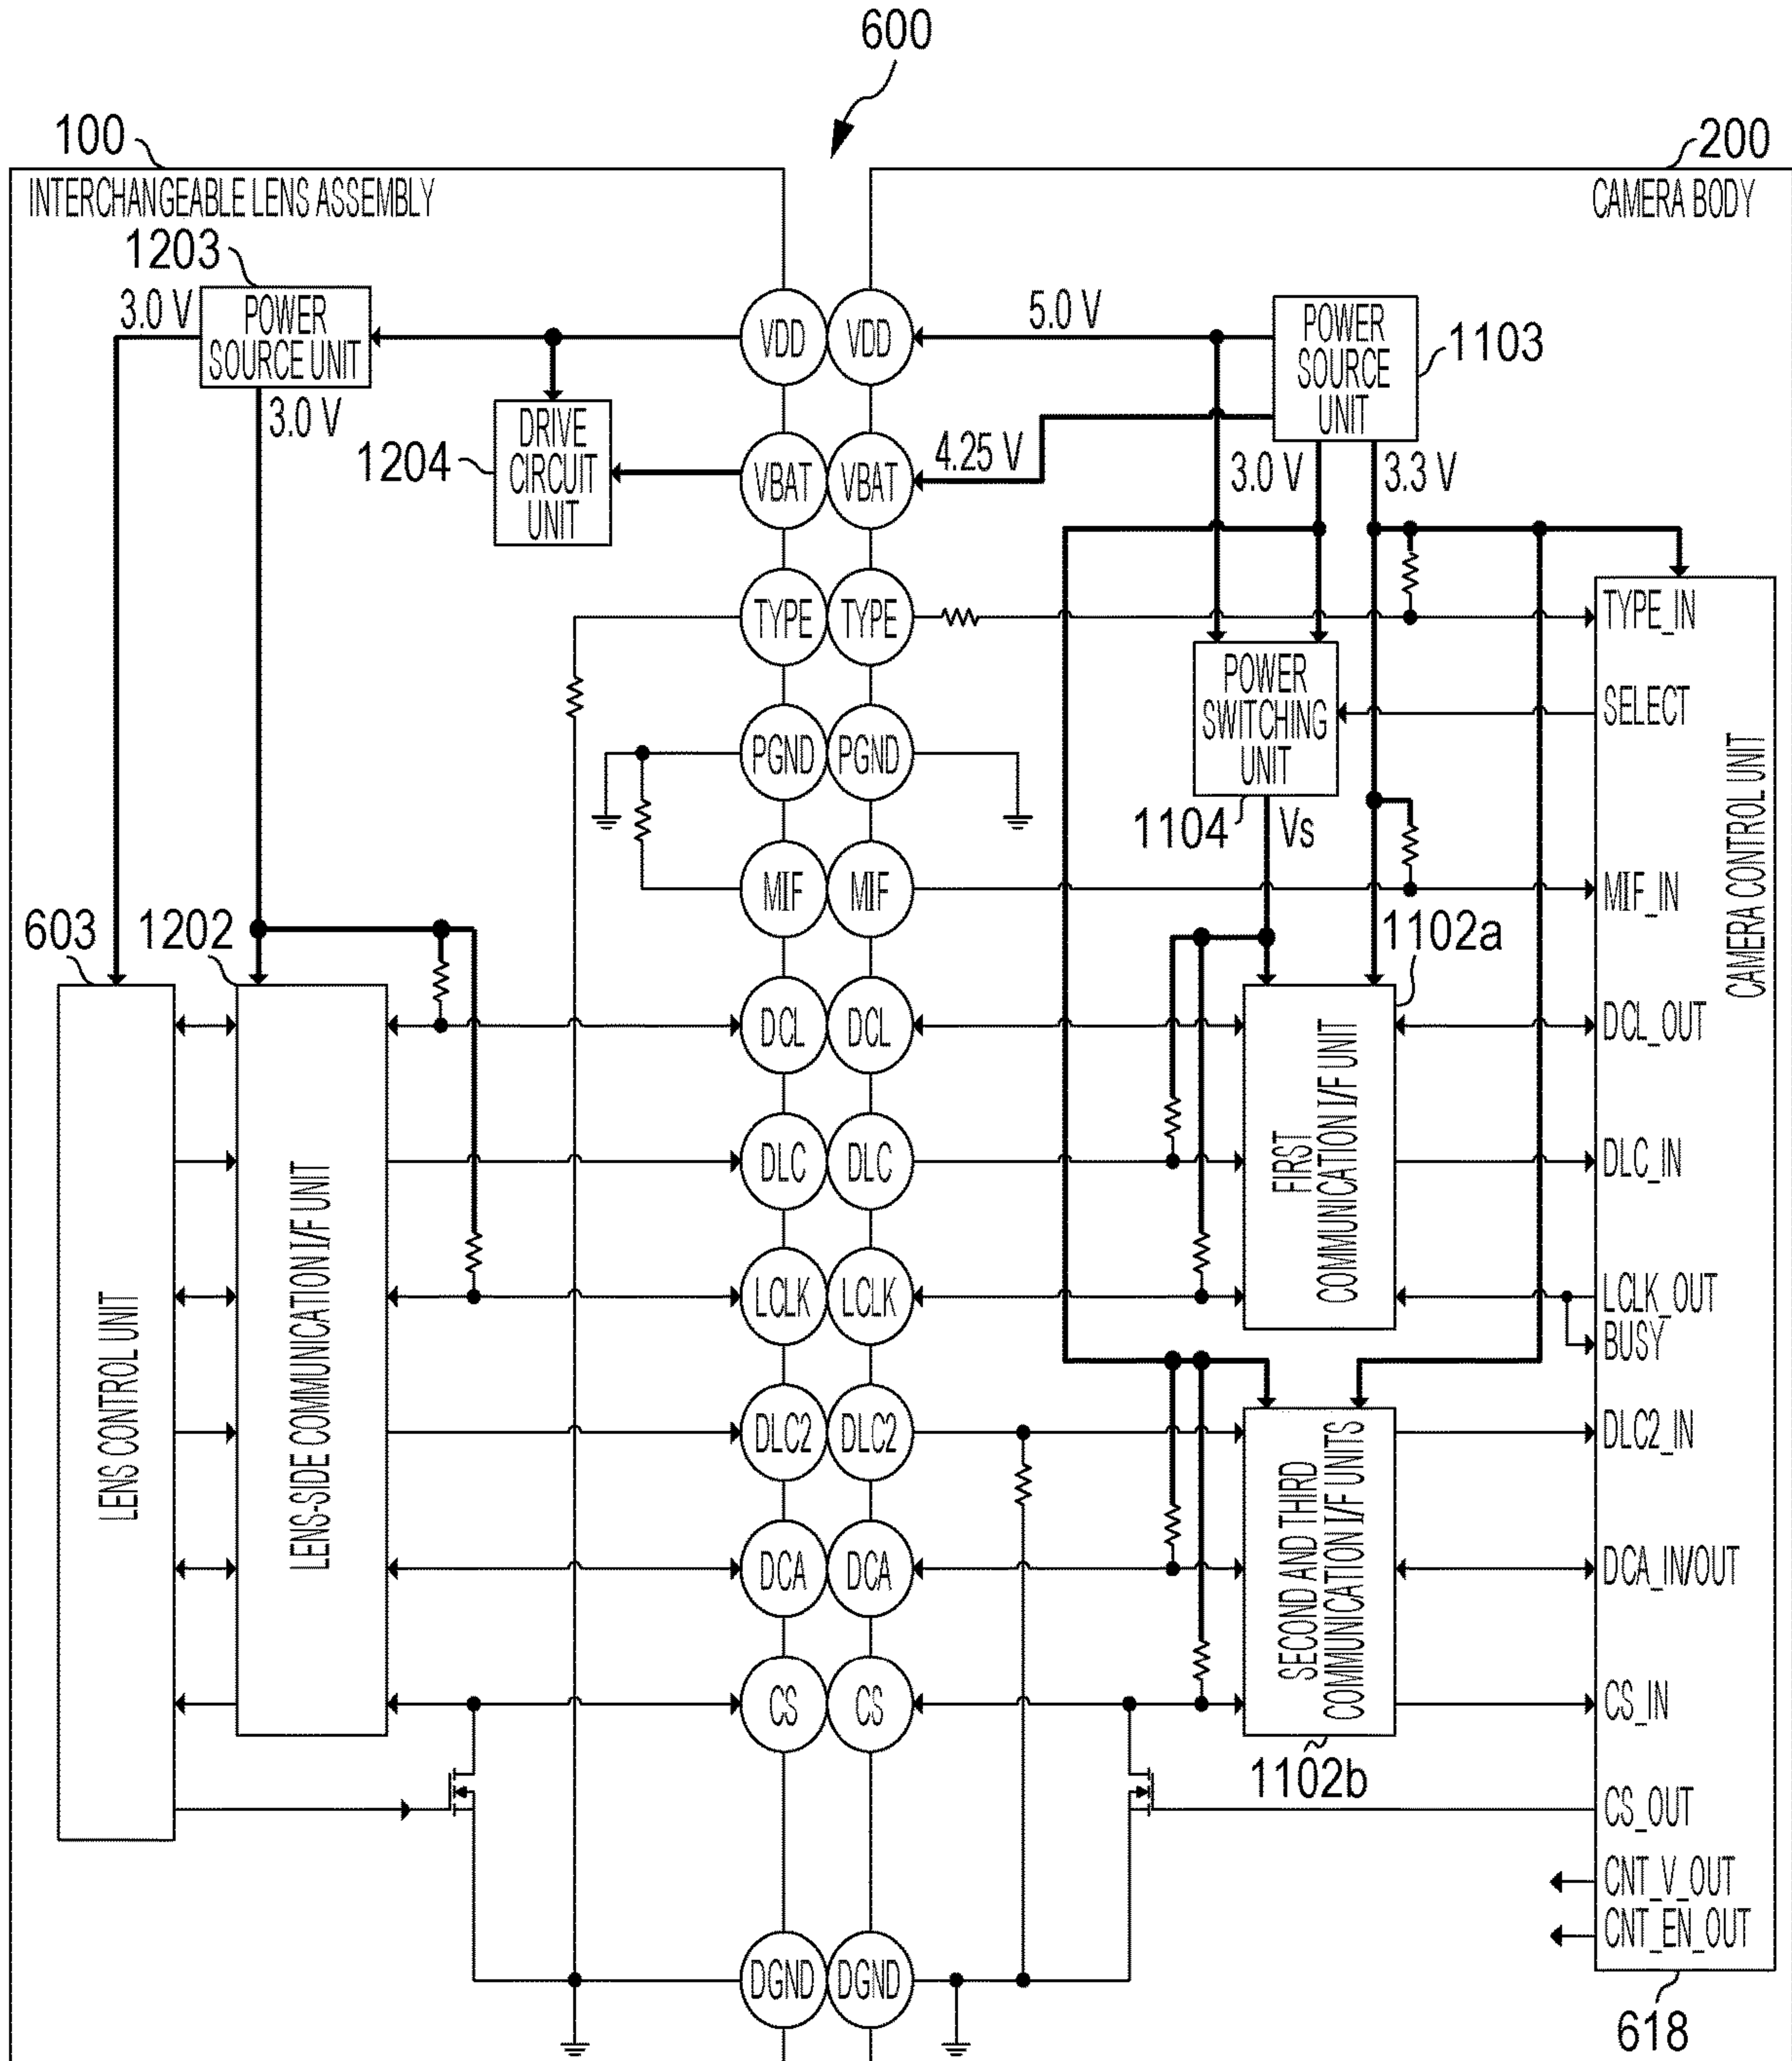 600
100
200
INTERCHANGEABLE LENS ASSEMBLY
CAMERA BODY
1203
3.0 V
POWER
SOURCE UNIT
3.0 V
VDD
VDD
5.0 V
POWER
SOURCE
UNIT
1103
1204
DRIVE
CIRCUIT
UNIT
VBAT
VBAT
4.25 V
3.0 V
3.3 V
TYPE
TYPE
TYPE_IN
POWER
SWITCHING
UNIT
SELECT
PGND
PGND
1104
Vs
CAMERA CONTROL UNIT
MIF
MIF
MIF_IN
603
1202
1102a
DCL
DCL
DCL_OUT
FIRST
COMMUNICATION I/F UNIT
DLC
DLC
DLC_IN
LENS CONTROL UNIT
LENS-SIDE COMMUNICATION I/F UNIT
LCLK
LCLK
LCLK_OUT
BUSY
DLC2
DLC2
DLC2_IN
SECOND AND THIRD
COMMUNICATION I/F UNITS
DCA
DCA
DCA_IN/OUT
CS
CS
CS_IN
1102b
CS_OUT
CNT_V_OUT
CNT_EN_OUT
DGND
DGND
618